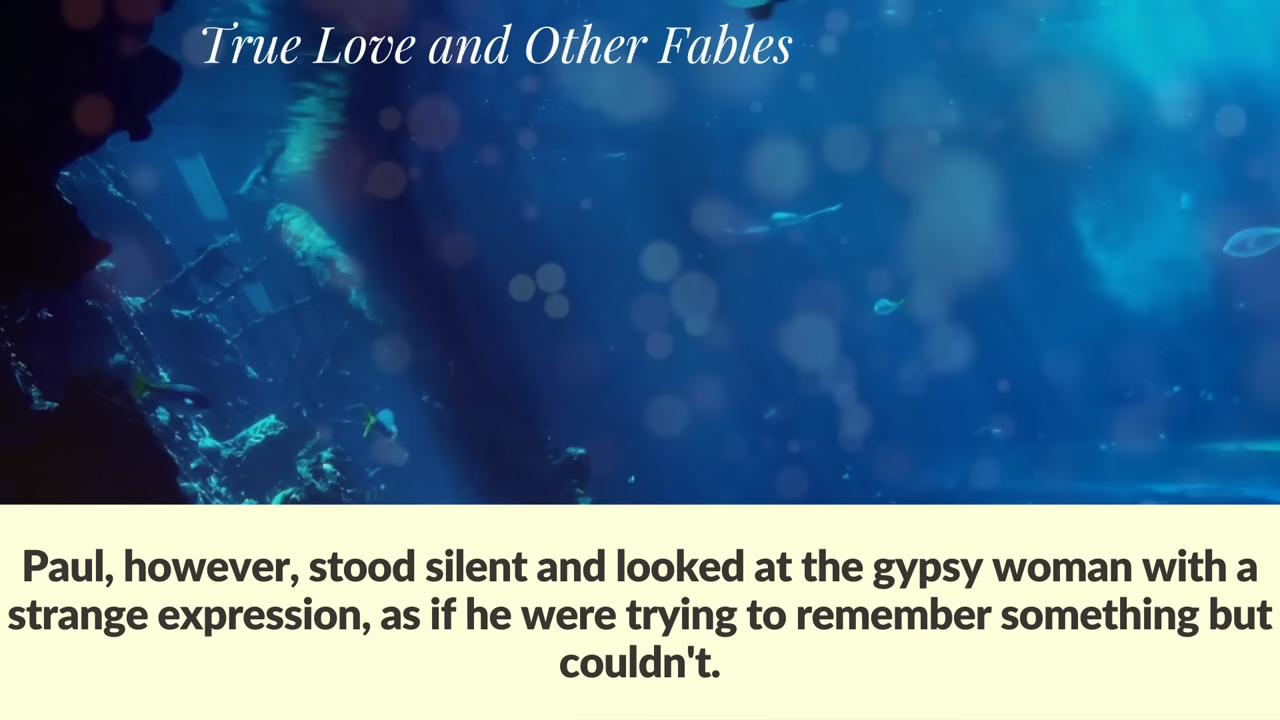 True Love and Other Fables
Paul, however, stood silent and looked at the gypsy woman with a
strange expression, as if he were trying to remember something but
couldn't.